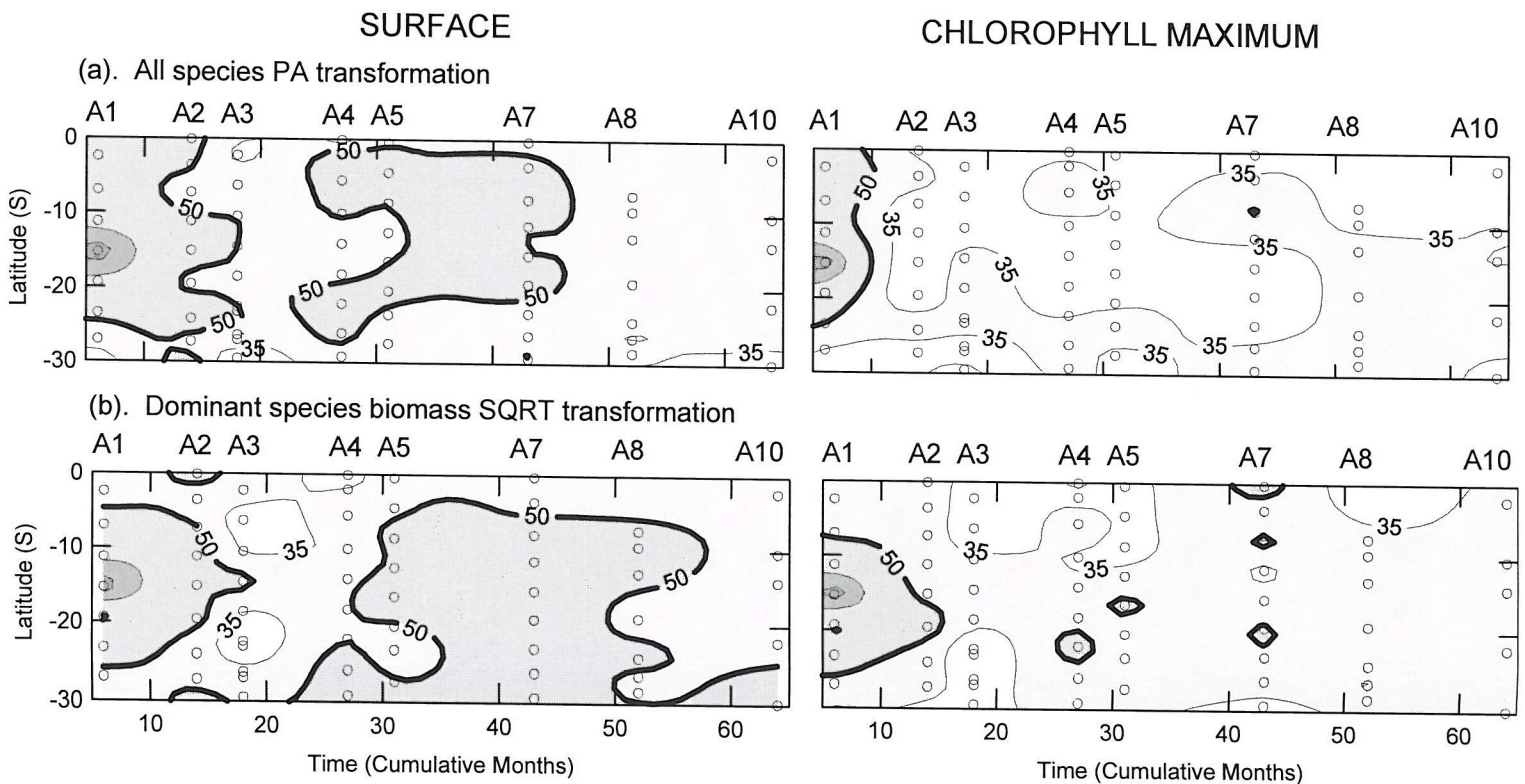 SURFACE
CHLOROPHYLL MAXIMUM
(a). All species PA transformation
A1 A2 A3 A4 A5 A7 A8 A10
A1 A2 A3 A4 A5 A7 A8 A10
Latitude (S)
0
-10
-20
-30
50
50
50
50
50
35
35
50
35
35
35
35
35
35
35
35
35
(b). Dominant species biomass SQRT transformation
A1 A2 A3 A4 A5 A7 A8 A10
A1 A2 A3 A4 A5 A7 A8 A10
Latitude (S)
0
-10
-20
-30
50
35
35
50
50
50
50
35
35
35
10 20 30 40 50 60
10 20 30 40 50 60
Time (Cumulative Months)
Time (Cumulative Months)